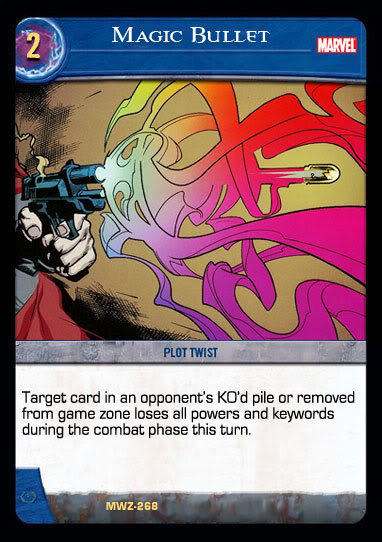 2
Magic Bullet
MARVEL
PLOT TWIST
Target card in an opponent's KO'd pile or removed
from game zone loses all powers and keywords
during the combat phase this turn.
MWZ-268